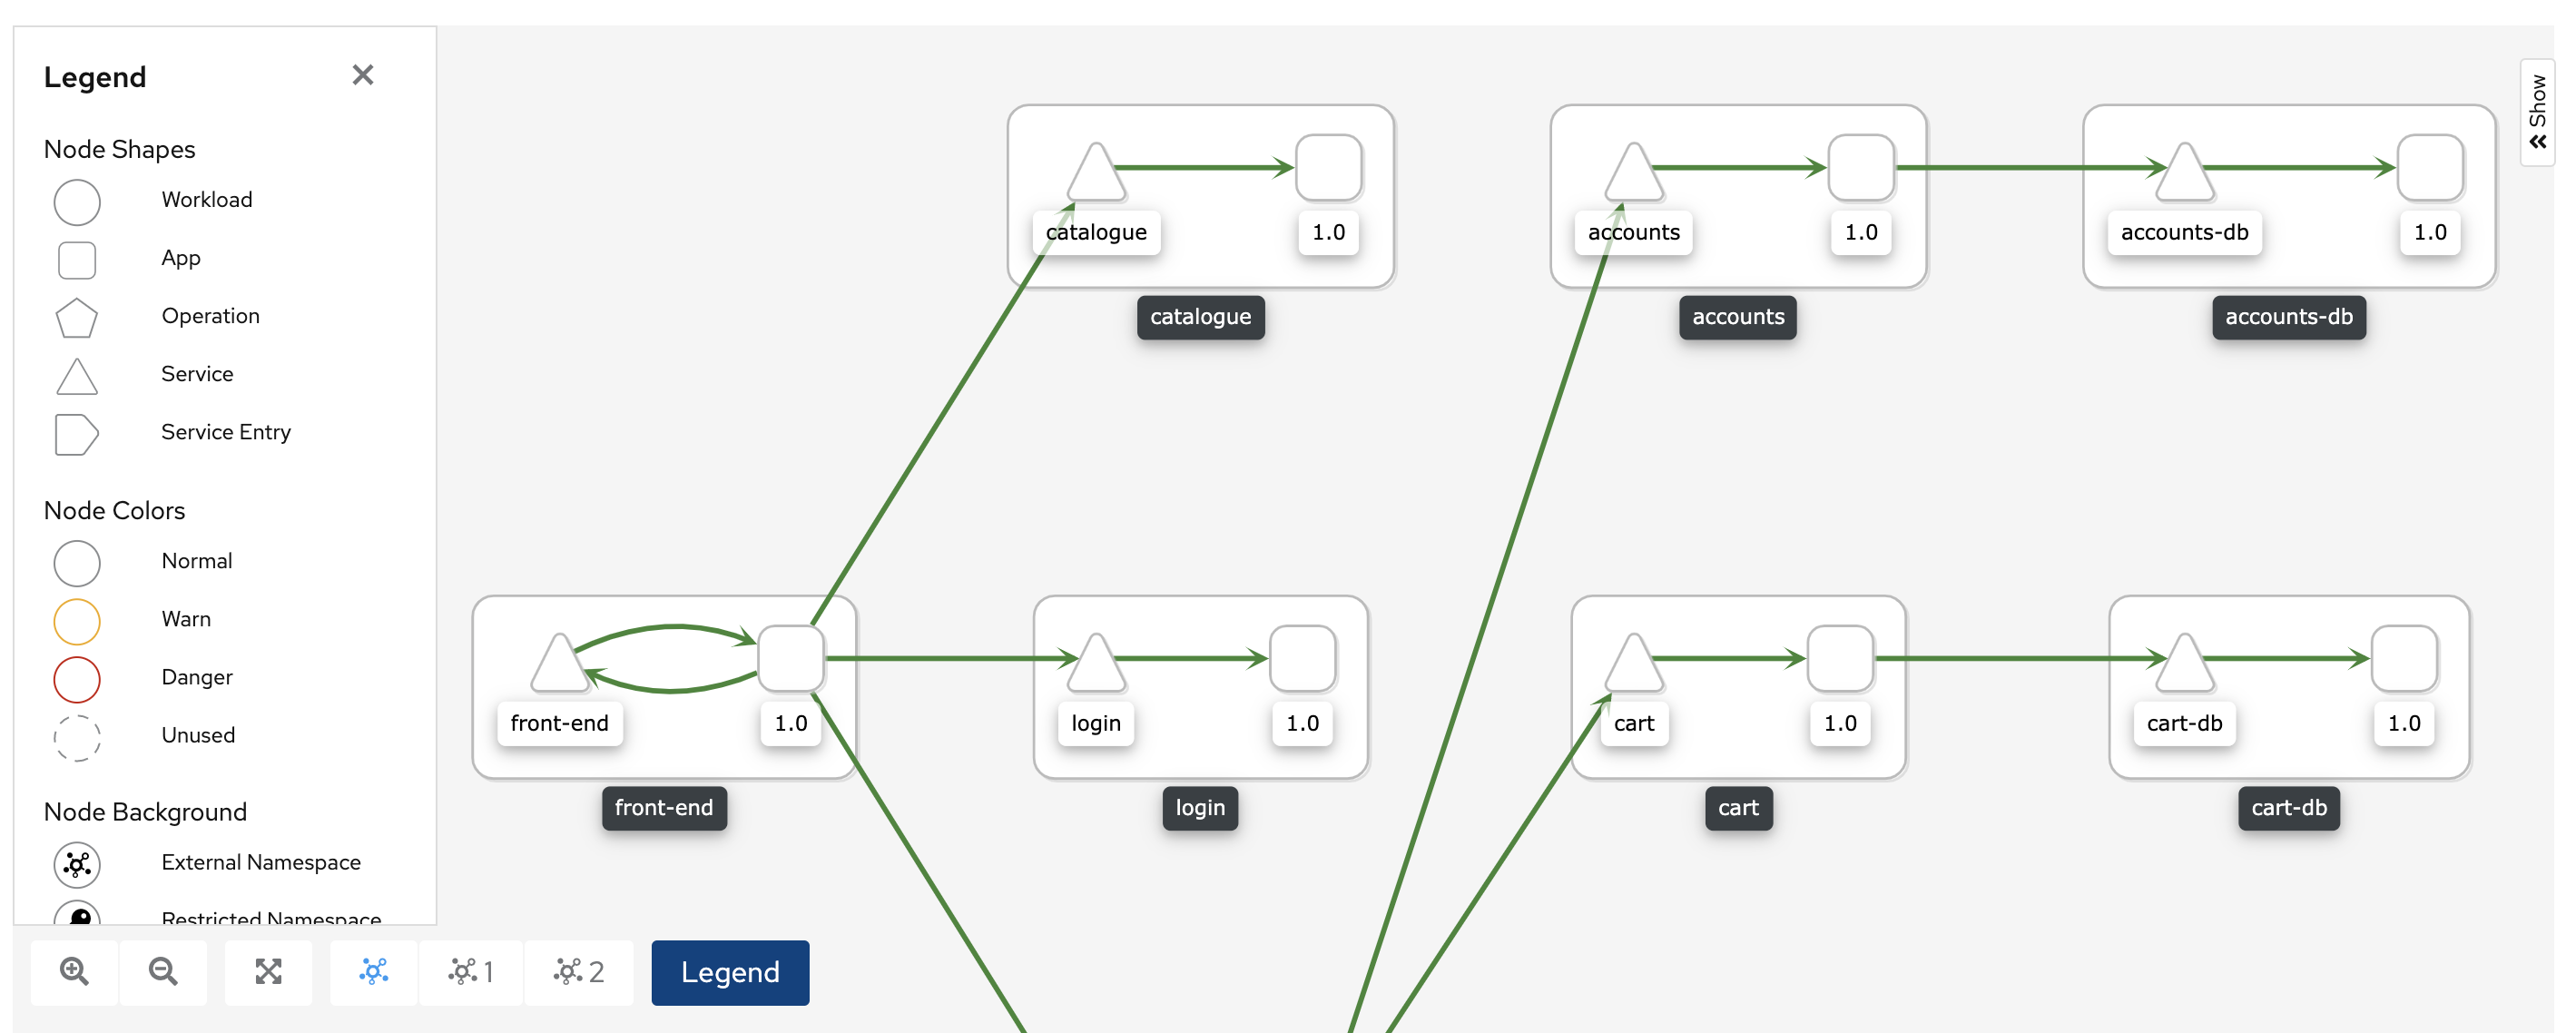 Legend
Node Shapes
Workload
App
Operation
Service
Service Entry
Node Colors
Normal
Warn
Danger
Unused
Node Background
External Namespace
Restricted Namespace
1
2
Legend
Show
catalogue
1.0
catalogue
accounts
1.0
accounts
accounts-db
1.0
accounts-db
front-end
1.0
front-end
login
1.0
login
cart
1.0
cart
cart-db
1.0
cart-db